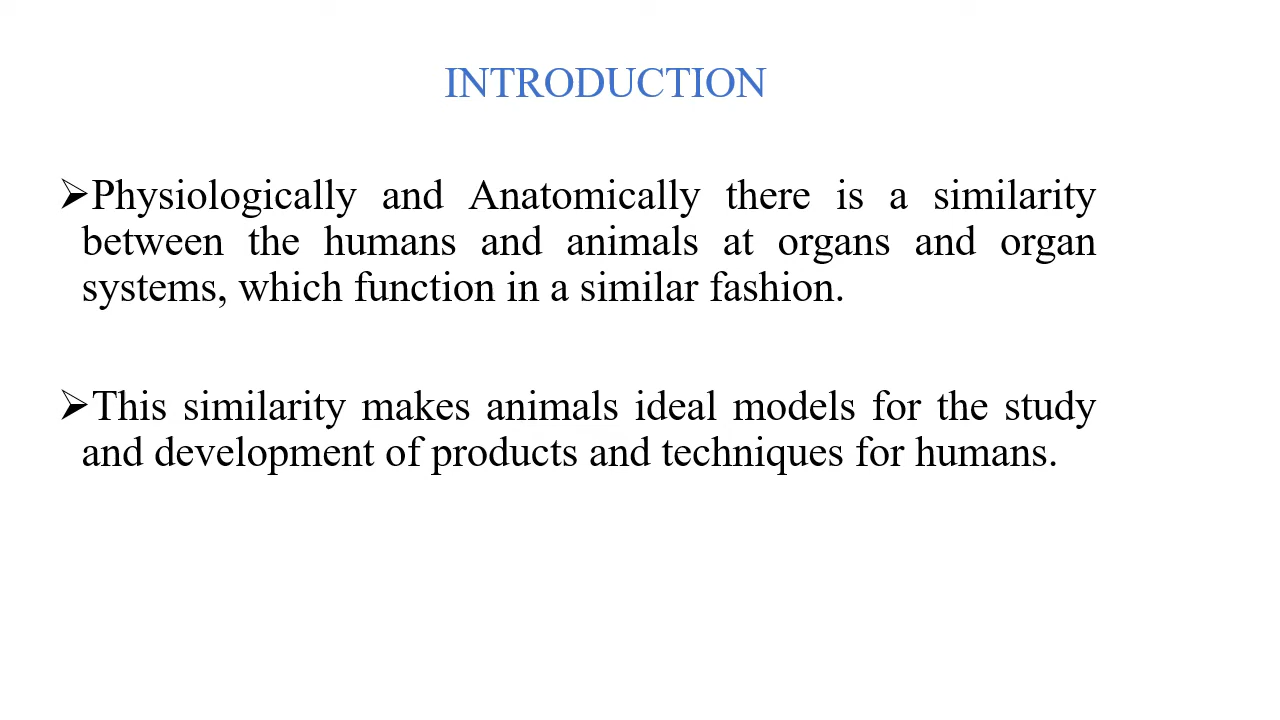 INTRODUCTION
➢Physiologically and Anatomically there is a similarity
between the humans and animals at organs and organ
systems, which function in a similar fashion.
➢This similarity makes animals ideal models for the study
and development of products and techniques for humans.